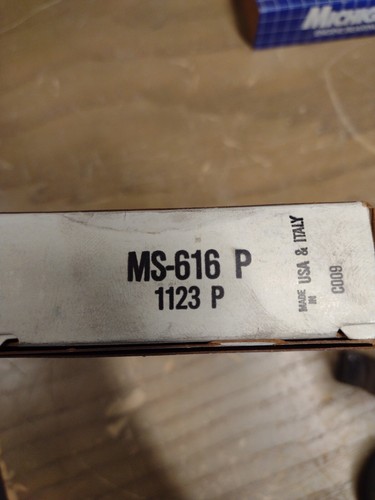 MS-616 P
1123 P
MADE IN USA & ITALY
C009